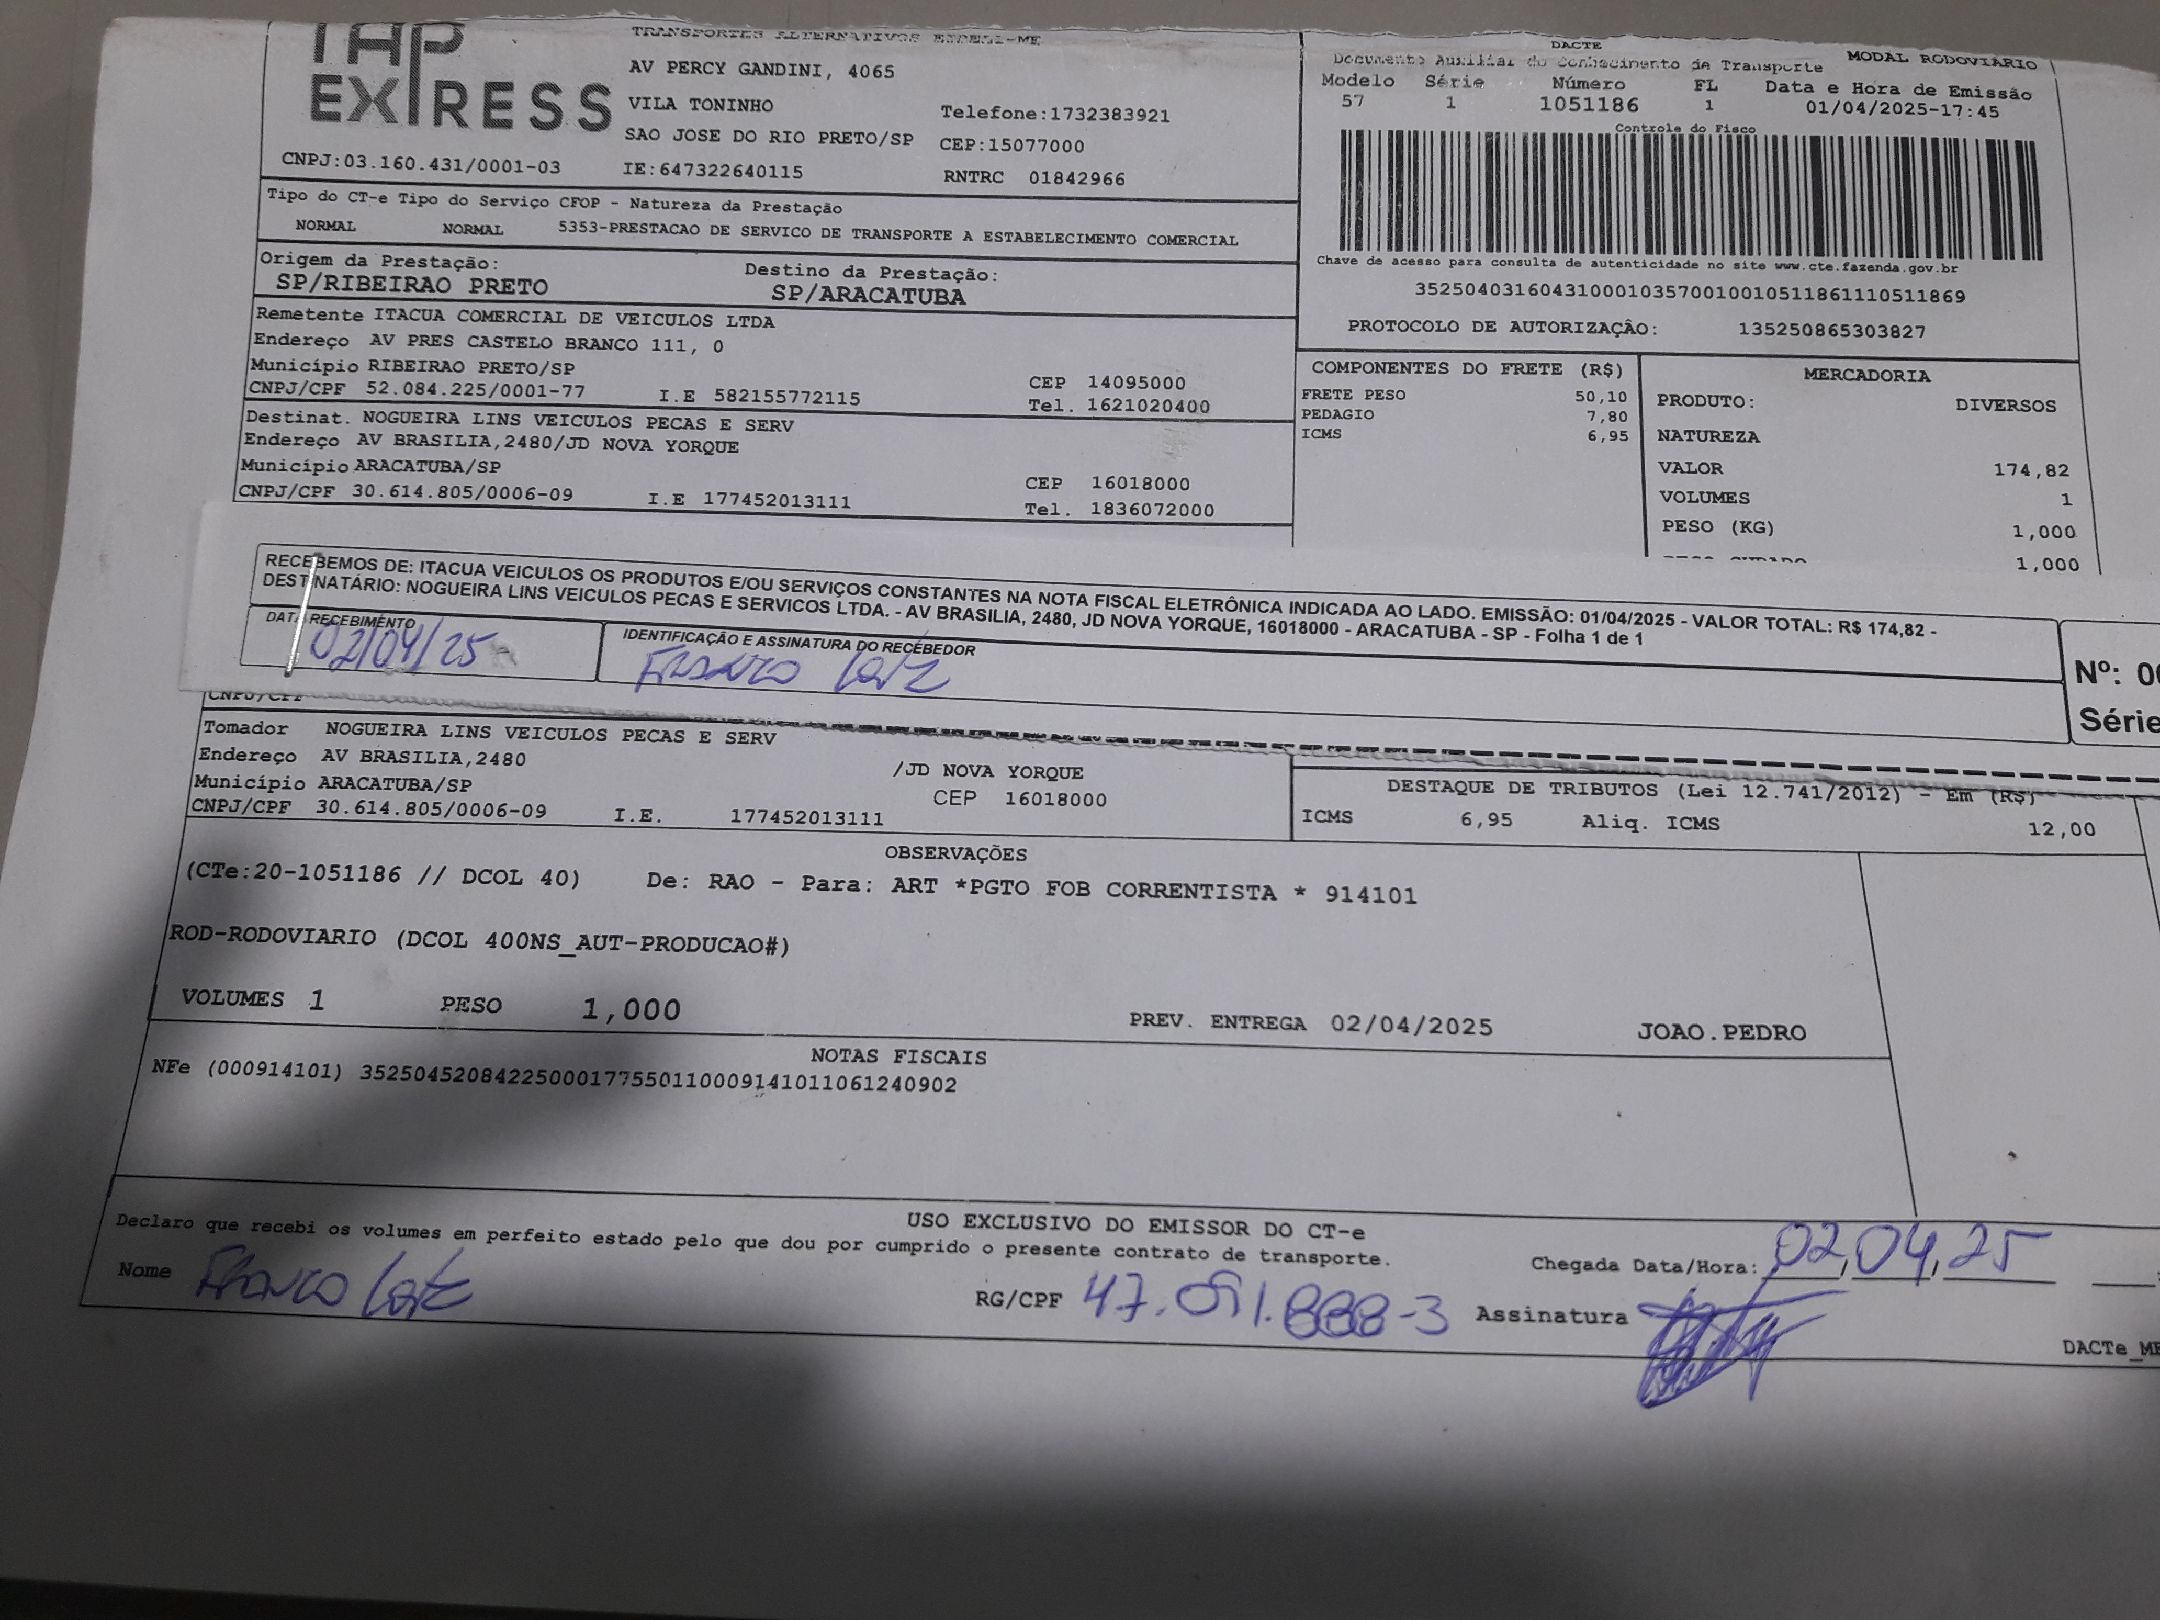 TAP
EXPRESS
TRANSPORTES ALTERNATIVOS EIRELI-ME
AV PERCY GANDINI, 4065
VILA TONINHO
Telefone:1732383921
SAO JOSE DO RIO PRETO/SP CEP:15077000
CNPJ:03.160.431/0001-03 IE:647322640115 RNTRC 01842966
DACTE
Documento Auxiliar do Conhecimento de Transporte MODAL RODOVIÁRIO
Modelo Série Número FL Data e Hora de Emissão
57 1 1051186 1 01/04/2025-17:45
Controle do Fisco
Chave de acesso para consulta de autenticidade no site www.cte.fazenda.gov.br
35250403160431000103570010010511861110511869
PROTOCOLO DE AUTORIZAÇÃO: 135250865303827
Tipo do CT-e Tipo do Serviço CFOP - Natureza da Prestação
NORMAL NORMAL 5353-PRESTACAO DE SERVICO DE TRANSPORTE A ESTABELECIMENTO COMERCIAL
Origem da Prestação: Destino da Prestação:
SP/RIBEIRAO PRETO SP/ARACATUBA
Remetente ITACUA COMERCIAL DE VEICULOS LTDA
Endereço AV PRES CASTELO BRANCO 111, 0
Município RIBEIRAO PRETO/SP CEP 14095000
CNPJ/CPF 52.084.225/0001-77 I.E 582155772115 Tel. 1621020400
Destinat. NOGUEIRA LINS VEICULOS PECAS E SERV
Endereço AV BRASILIA,2480/JD NOVA YORQUE
Município ARACATUBA/SP CEP 16018000
CNPJ/CPF 30.614.805/0006-09 I.E 177452013111 Tel. 1836072000
COMPONENTES DO FRETE (R$)
FRETE PESO 50,10
PEDAGIO 7,80
ICMS 6,95
MERCADORIA
PRODUTO: DIVERSOS
NATUREZA
VALOR 174,82
VOLUMES 1
PESO (KG) 1,000
1,000
RECEBEMOS DE: ITACUA VEICULOS OS PRODUTOS E/OU SERVIÇOS CONSTANTES NA NOTA FISCAL ELETRÔNICA INDICADA AO LADO. EMISSÃO: 01/04/2025 - VALOR TOTAL: R$ 174,82 -
DESTINATÁRIO: NOGUEIRA LINS VEICULOS PECAS E SERVICOS LTDA. - AV BRASILIA, 2480, JD NOVA YORQUE, 16018000 - ARACATUBA - SP - Folha 1 de 1
DATA RECEBIMENTO IDENTIFICAÇÃO E ASSINATURA DO RECEBEDOR
02/04/25
Nº: 00
Série
CNPJ/CPF
Tomador NOGUEIRA LINS VEICULOS PECAS E SERV
Endereço AV BRASILIA,2480 /JD NOVA YORQUE
Município ARACATUBA/SP CEP 16018000
CNPJ/CPF 30.614.805/0006-09 I.E. 177452013111
DESTAQUE DE TRIBUTOS (Lei 12.741/2012) - Em (R$)
ICMS 6,95 Aliq. ICMS 12,00
OBSERVAÇÕES
(CTe:20-1051186 // DCOL 40) De: RAO - Para: ART *PGTO FOB CORRENTISTA * 914101
ROD-RODOVIARIO (DCOL 400NS_AUT-PRODUCAO#)
VOLUMES 1 PESO 1,000 PREV. ENTREGA 02/04/2025 JOAO.PEDRO
NOTAS FISCAIS
NFe (000914101) 35250452084225000177550110009141011061240902
USO EXCLUSIVO DO EMISSOR DO CT-e
Declaro que recebi os volumes em perfeito estado pelo que dou por cumprido o presente contrato de transporte.
Chegada Data/Hora: 02,04,25
Nome RG/CPF 47.091.888-3 Assinatura
DACTe_ME